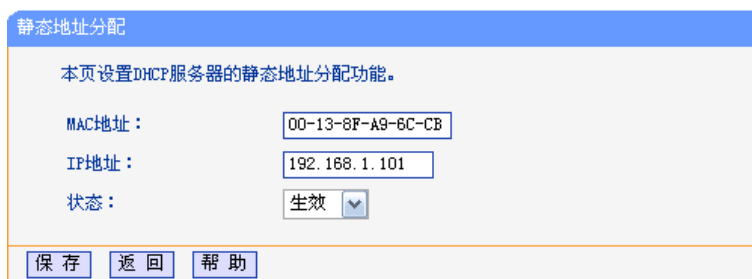 静态地址分配
本页设置DHCP服务器的静态地址分配功能。
MAC地址： 00-13-8F-A9-6C-CB
IP地址： 192.168.1.101
状态： 生效
保 存 返 回 帮 助